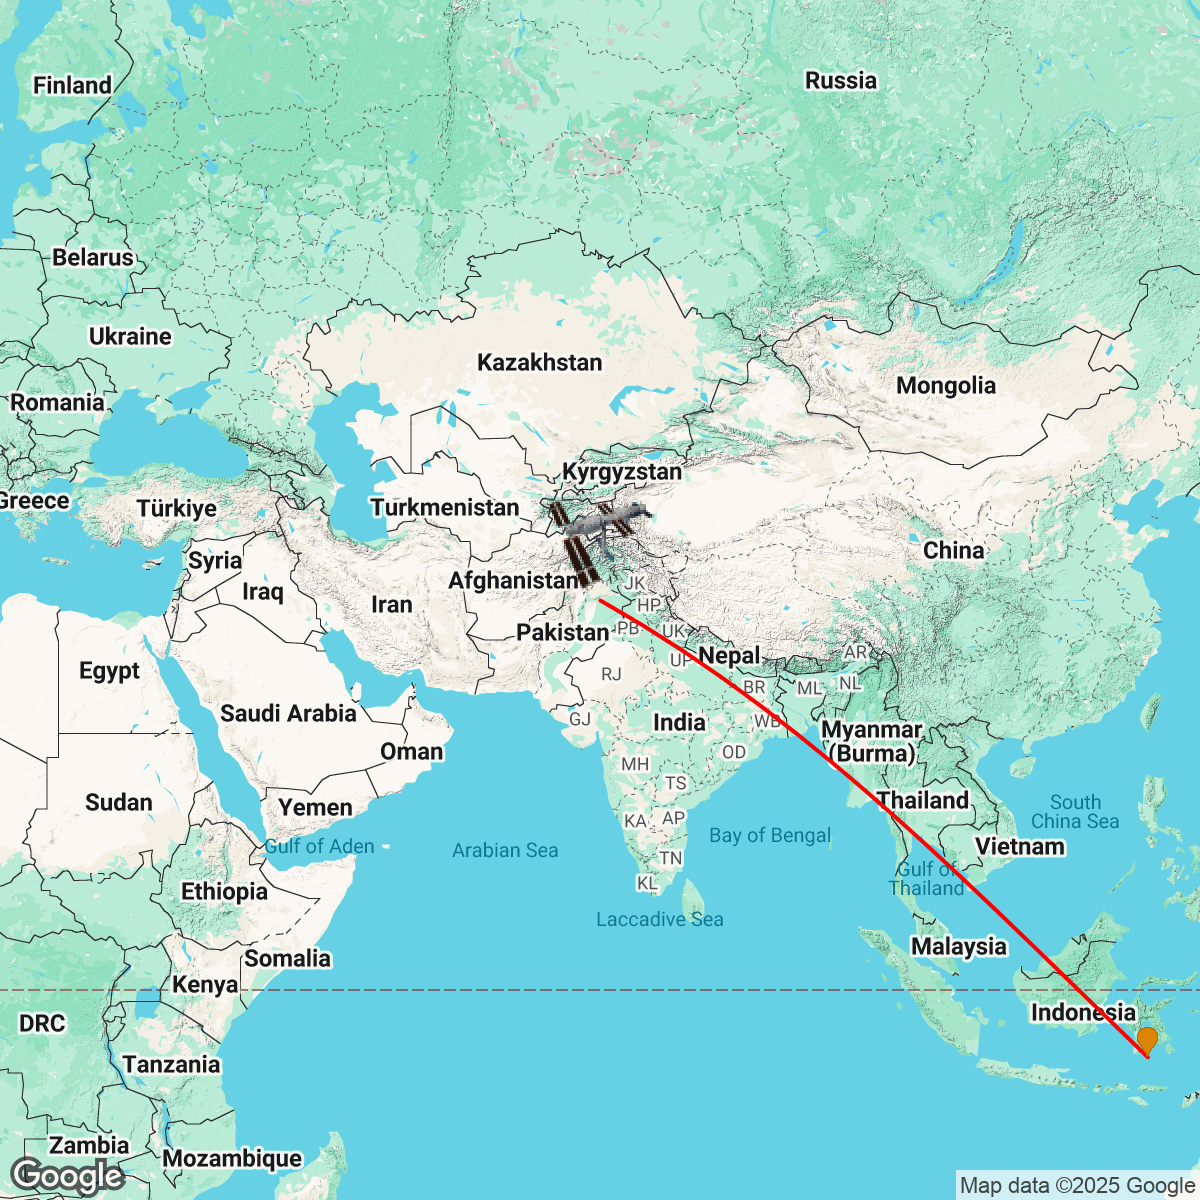 Finland
Russia
Belarus
Ukraine
Kazakhstan
Mongolia
Romania
Kyrgyzstan
Greece
Türkiye
Turkmenistan
Syria
China
Afghanistan
JK
Iraq
Iran
HP
Pakistan
PB
UK
Nepal
AR
Egypt
RJ
UP
BR
ML
NL
Saudi Arabia
GJ
India
WB
Myanmar
(Burma)
Oman
MH
OD
TS
Sudan
Yemen
Thailand
South
China Sea
KA
AP
Bay of Bengal
Gulf of Aden
Arabian Sea
Vietnam
TN
Gulf of
Thailand
KL
Ethiopia
Laccadive Sea
Malaysia
Somalia
Kenya
DRC
Indonesia
Tanzania
Zambia
Mozambique
Google
Map data ©2025 Google